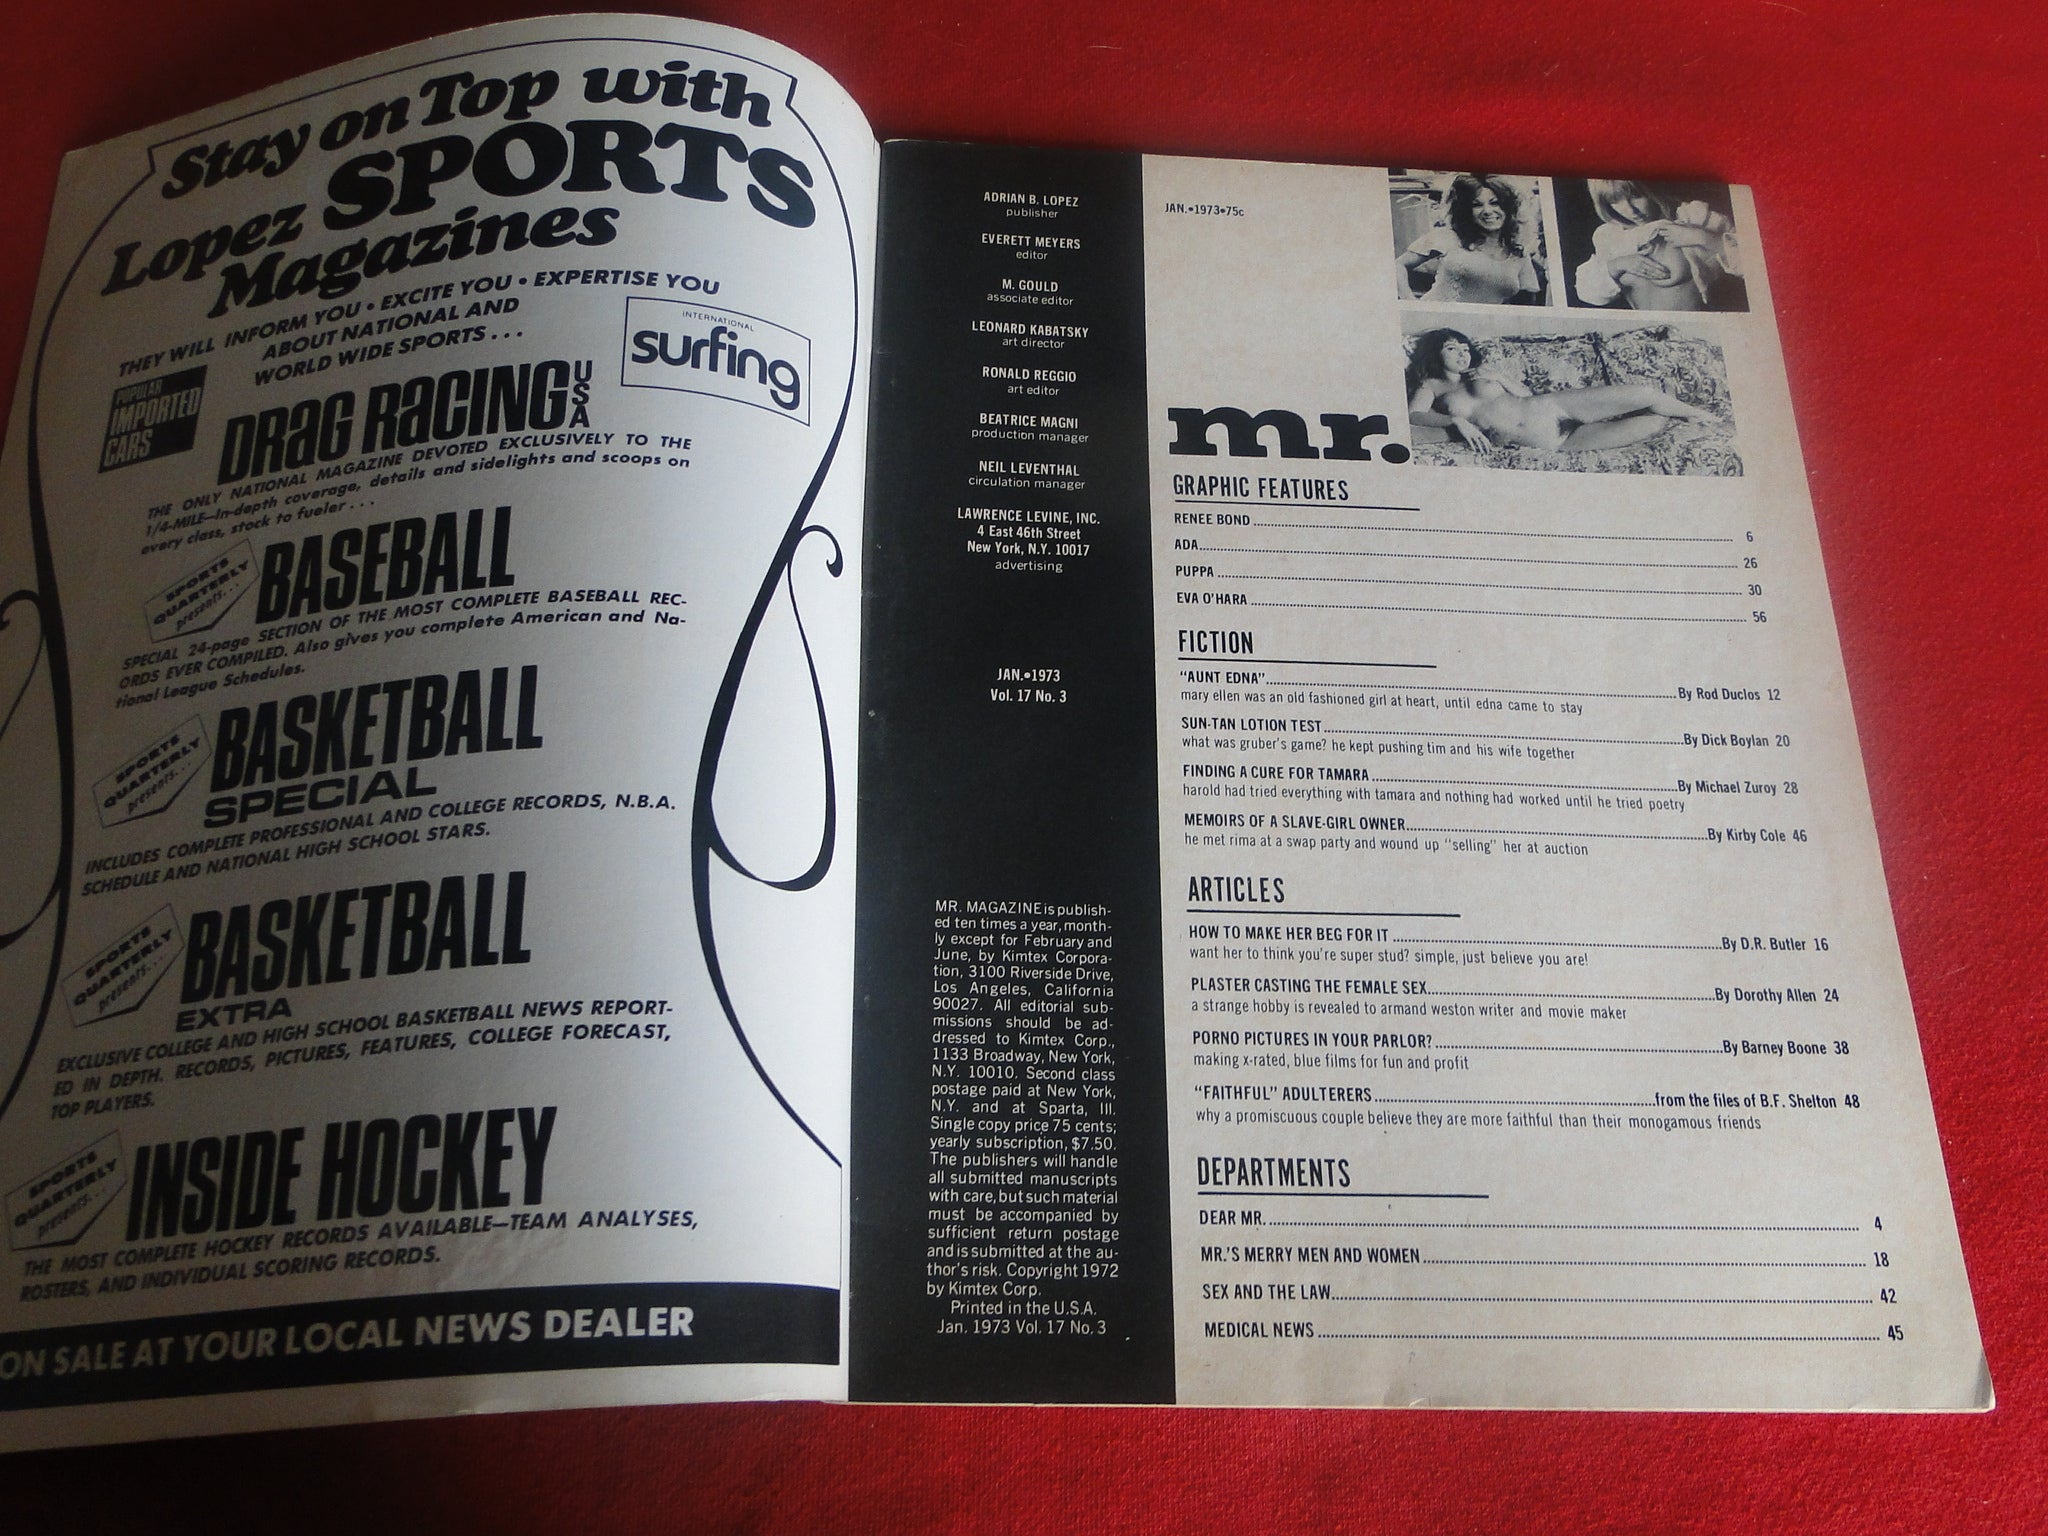 Stay on Top with
Lopez SPORTS
Magazines
THEY WILL INFORM YOU • EXCITE YOU • EXPERTISE YOU
ABOUT NATIONAL AND
WORLD WIDE SPORTS...
INTERNATIONAL
surfing
POPULAR
IMPORTED
CARS
DRAG RACING USA
THE ONLY NATIONAL MAGAZINE DEVOTED EXCLUSIVELY TO THE
1/4-MILE—In-depth coverage, details and sidelights and scoops on
every class, stock to fueler...
SPORTS
QUARTERLY
presents...
BASEBALL
SPECIAL 24-page SECTION OF THE MOST COMPLETE BASEBALL REC-
ORDS EVER COMPILED. Also gives you complete American and Na-
tional League Schedules.
SPORTS
QUARTERLY
presents...
BASKETBALL
SPECIAL
INCLUDES COMPLETE PROFESSIONAL AND COLLEGE RECORDS, N.B.A.
SCHEDULE AND NATIONAL HIGH SCHOOL STARS.
SPORTS
QUARTERLY
presents...
BASKETBALL
EXTRA
EXCLUSIVE COLLEGE AND HIGH SCHOOL BASKETBALL NEWS REPORT-
ED IN DEPTH. RECORDS, PICTURES, FEATURES, COLLEGE FORECAST,
TOP PLAYERS.
SPORTS
QUARTERLY
presents...
INSIDE HOCKEY
THE MOST COMPLETE HOCKEY RECORDS AVAILABLE—TEAM ANALYSES,
ROSTERS, AND INDIVIDUAL SCORING RECORDS.
ON SALE AT YOUR LOCAL NEWS DEALER
ADRIAN B. LOPEZ
publisher
EVERETT MEYERS
editor
M. GOULD
associate editor
LEONARD KABATSKY
art director
RONALD REGGIO
art editor
BEATRICE MAGNI
production manager
NEIL LEVENTHAL
circulation manager
LAWRENCE LEVINE, INC.
4 East 46th Street
New York, N.Y. 10017
advertising
JAN.•1973
Vol. 17 No. 3
MR. MAGAZINE is publish-
ed ten times a year, month-
ly except for February and
June, by Kimtex Corpora-
tion, 3100 Riverside Drive,
Los Angeles, California
90027. All editorial sub-
missions should be ad-
dressed to Kimtex Corp.,
1133 Broadway, New York,
N.Y. 10010. Second class
postage paid at New York,
N.Y. and at Sparta, Ill.
Single copy price 75 cents;
yearly subscription, $7.50.
The publishers will handle
all submitted manuscripts
with care, but such material
must be accompanied by
sufficient return postage
and is submitted at the au-
thor's risk. Copyright 1972
by Kimtex Corp.
Printed in the U.S.A.
Jan. 1973 Vol. 17 No. 3
JAN.•1973•75c
mr.
GRAPHIC FEATURES
RENEE BOND 6
ADA 26
PUPPA 30
EVA O'HARA 56
FICTION
"AUNT EDNA" By Rod Duclos 12
mary ellen was an old fashioned girl at heart, until edna came to stay
SUN-TAN LOTION TEST By Dick Boylan 20
what was gruber's game? he kept pushing tim and his wife together
FINDING A CURE FOR TAMARA By Michael Zuroy 28
harold had tried everything with tamara and nothing had worked until he tried poetry
MEMOIRS OF A SLAVE-GIRL OWNER By Kirby Cole 46
he met rima at a swap party and wound up "selling" her at auction
ARTICLES
HOW TO MAKE HER BEG FOR IT By D.R. Butler 16
want her to think you're super stud? simple, just believe you are!
PLASTER CASTING THE FEMALE SEX By Dorothy Allen 24
a strange hobby is revealed to armand weston writer and movie maker
PORNO PICTURES IN YOUR PARLOR? By Barney Boone 38
making x-rated, blue films for fun and profit
"FAITHFUL" ADULTERERS from the files of B.F. Shelton 48
why a promiscuous couple believe they are more faithful than their monogamous friends
DEPARTMENTS
DEAR MR. 4
MR.'S MERRY MEN AND WOMEN 18
SEX AND THE LAW 42
MEDICAL NEWS 45